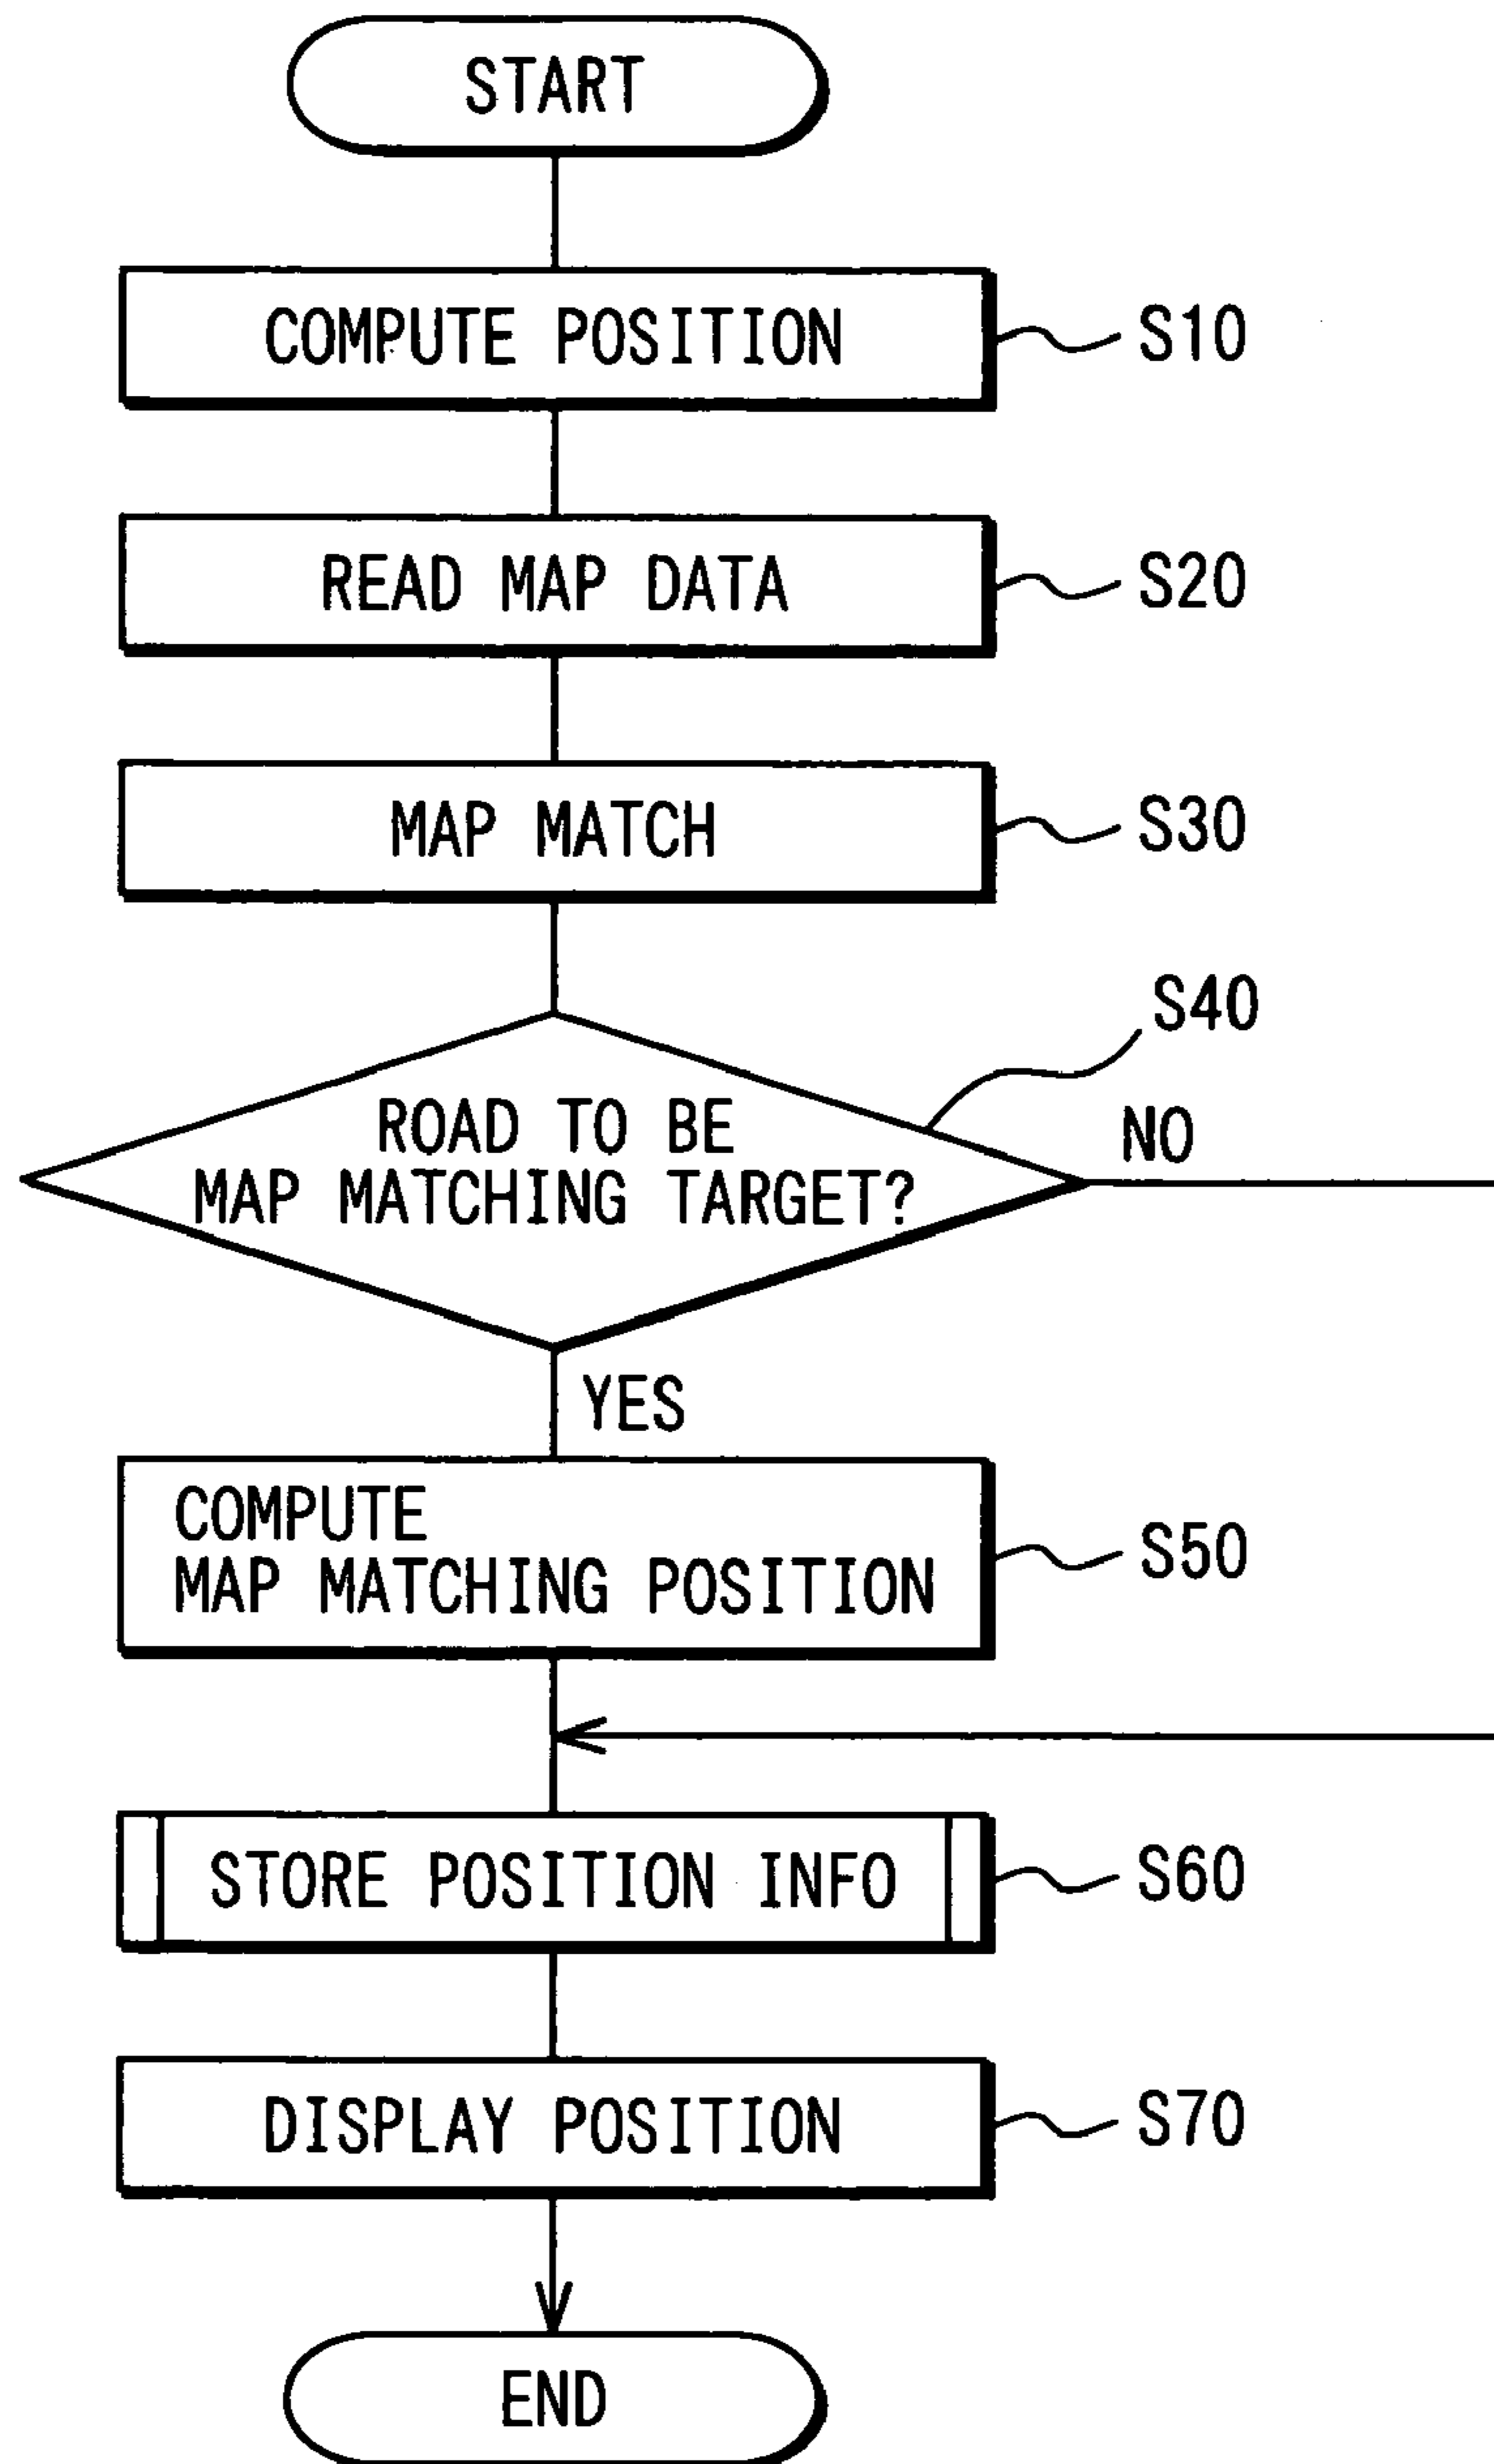 START
COMPUTE POSITION
S10
READ MAP DATA
S20
MAP MATCH
S30
S40
ROAD TO BE
MAP MATCHING TARGET?
NO
YES
COMPUTE
MAP MATCHING POSITION
S50
STORE POSITION INFO
S60
DISPLAY POSITION
S70
END